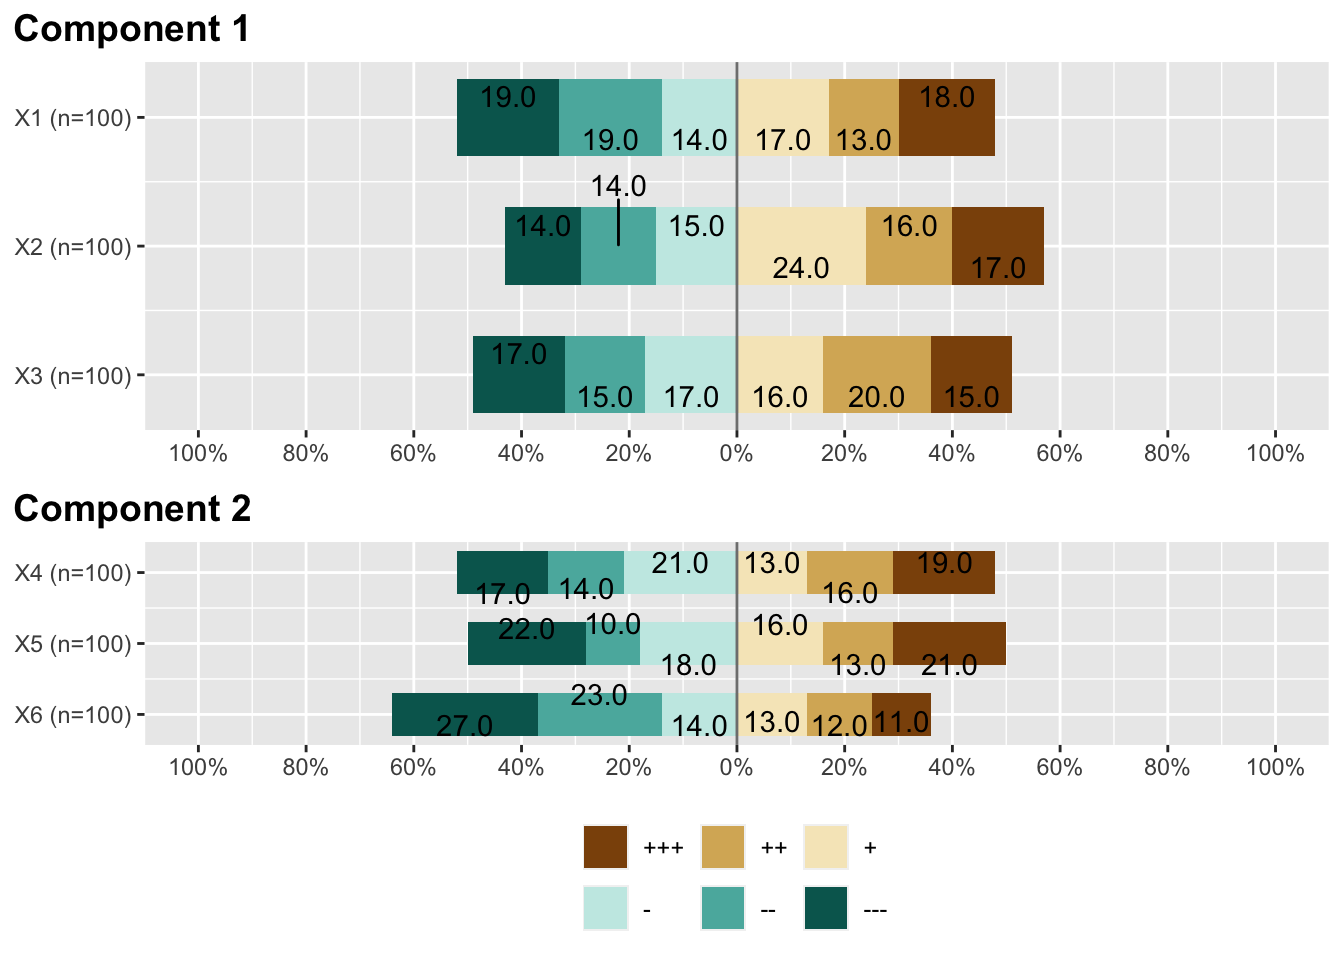 Component 1
19.0 18.0
X1 (n=100)
19.0 14.0 17.0 13.0
14.0
14.0 15.0 16.0
X2 (n=100)
24.0 17.0
17.0
X3 (n=100)
15.0 17.0 16.0 20.0 15.0
100% 80% 60% 40% 20% 0% 20% 40% 60% 80% 100%
Component 2
21.0 13.0 19.0
X4 (n=100)
17.0 14.0 16.0
22.0 10.0 16.0
X5 (n=100)
18.0 13.0 21.0
23.0
X6 (n=100)
27.0 14.0 13.0 12.0 11.0
100% 80% 60% 40% 20% 0% 20% 40% 60% 80% 100%
+++ ++ +
- -- ---